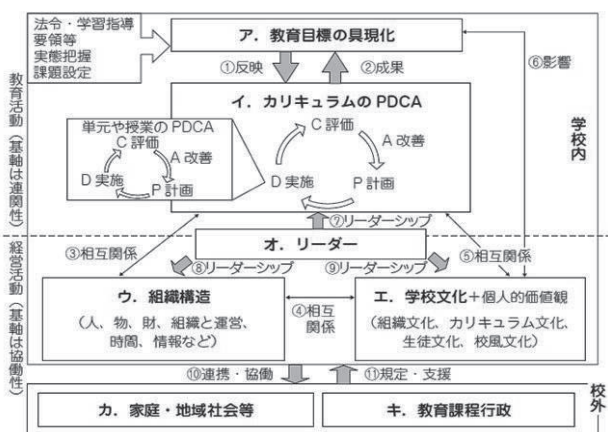 法令・学習指導
要領等
実態把握
課題設定
ア．教育目標の具現化
①反映
②成果
⑥影響
イ．カリキュラムのPDCA
単元や授業のPDCA
C 評価
A 改善
D 実施
P 計画
C 評価
A 改善
D 実施
P 計画
教育活動（基軸は連関性）
学校内
⑦リーダーシップ
オ．リーダー
③相互関係
⑧リーダーシップ
⑨リーダーシップ
⑤相互関係
経営活動（基軸は協働性）
ウ．組織構造
（人、物、財、組織と運営、
時間、情報など）
④相互
関係
エ．学校文化＋個人的価値観
（組織文化、カリキュラム文化、
生徒文化、校風文化）
⑩連携・協働
⑪規定・支援
カ．家庭・地域社会等
キ．教育課程行政
校外